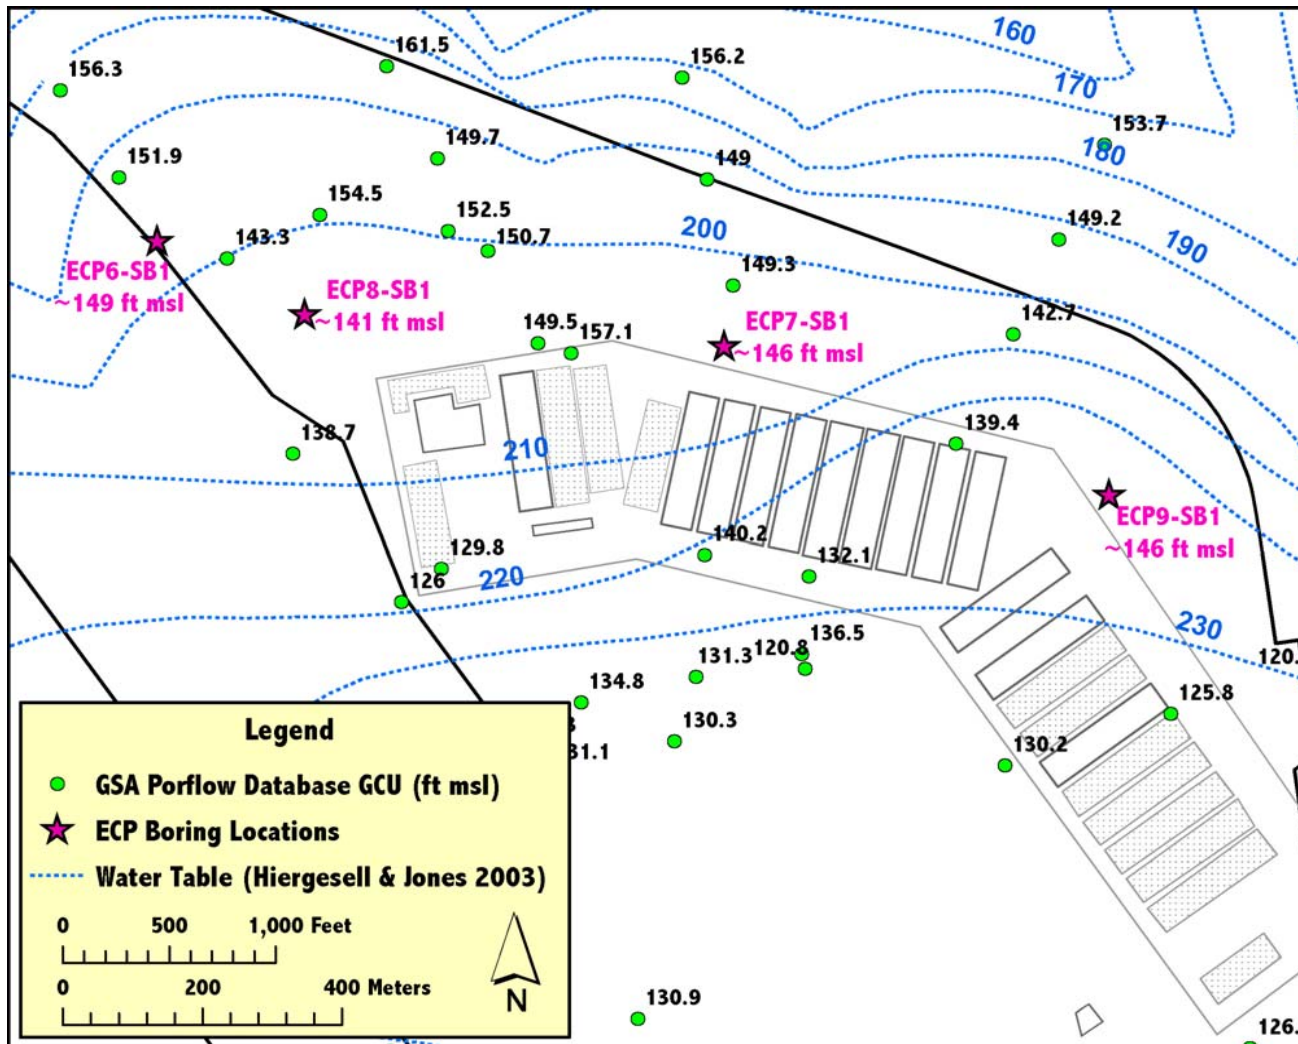 160
161.5
156.2
156.3
170
153.7
149.7
180
151.9
149
154.5
152.5
200
149.2
190
143.3
150.7
ECP6-SB1
~149 ft msl
149.3
ECP8-SB1
~141 ft msl
142.7
ECP7-SB1
~146 ft msl
149.5
157.1
139.4
138.7
210
ECP9-SB1
~146 ft msl
140.2
129.8
132.1
126
220
230
136.5
120.8
131.3
120.
134.8
125.8
130.3
31.1
130.2
Legend
GSA Porflow Database GCU (ft msl)
ECP Boring Locations
Water Table (Hiergesell & Jones 2003)
0 500 1,000 Feet
0 200 400 Meters
N
130.9
126.